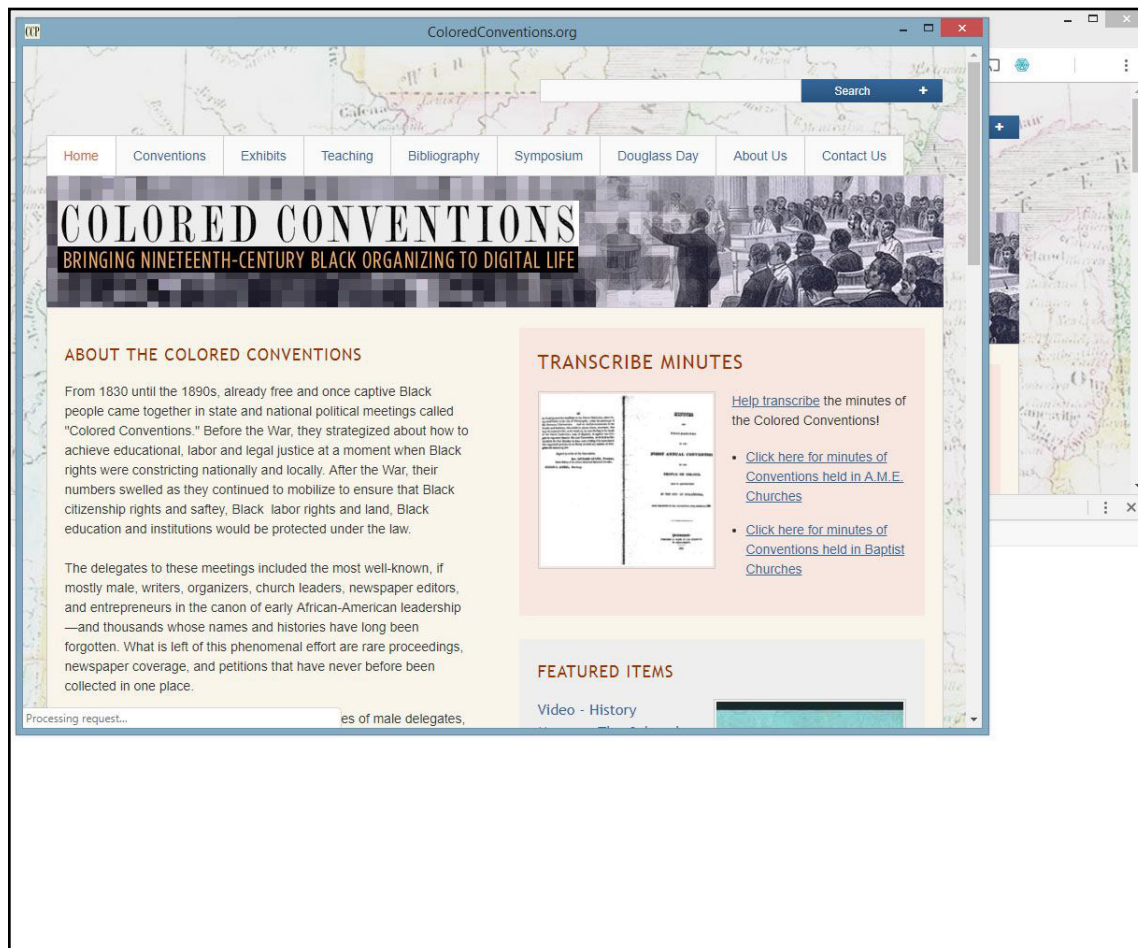 CCP
ColoredConventions.org
Search +
Home Conventions Exhibits Teaching Bibliography Symposium Douglass Day About Us Contact Us
COLORED CONVENTIONS
BRINGING NINETEENTH-CENTURY BLACK ORGANIZING TO DIGITAL LIFE
ABOUT THE COLORED CONVENTIONS
From 1830 until the 1890s, already free and once captive Black
people came together in state and national political meetings called
"Colored Conventions." Before the War, they strategized about how to
achieve educational, labor and legal justice at a moment when Black
rights were constricting nationally and locally. After the War, their
numbers swelled as they continued to mobilize to ensure that Black
citizenship rights and saftey, Black labor rights and land, Black
education and institutions would be protected under the law.
The delegates to these meetings included the most well-known, if
mostly male, writers, organizers, church leaders, newspaper editors,
and entrepreneurs in the canon of early African-American leadership
—and thousands whose names and histories have long been
forgotten. What is left of this phenomenal effort are rare proceedings,
newspaper coverage, and petitions that have never before been
collected in one place.
es of male delegates,
Processing request...
TRANSCRIBE MINUTES
FIRST ANNUAL CONVENTION
Help transcribe the minutes of
the Colored Conventions!
• Click here for minutes of
Conventions held in A.M.E.
Churches
• Click here for minutes of
Conventions held in Baptist
Churches
FEATURED ITEMS
Video - History